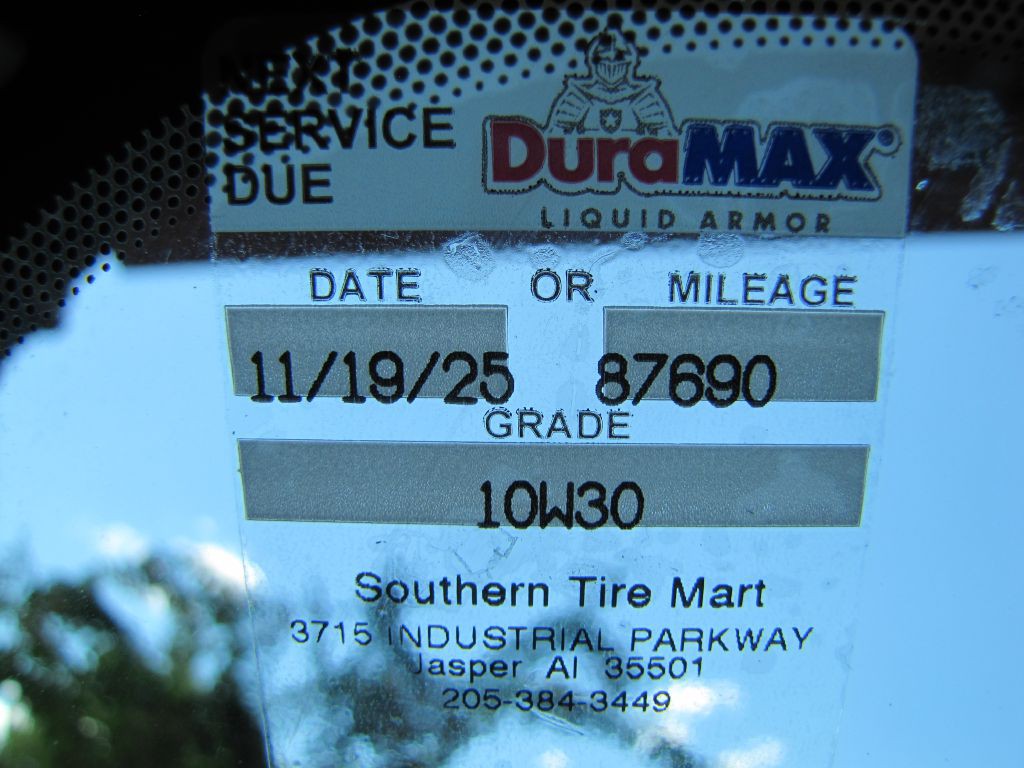 NEXT
SERVICE
DUE
DuraMAX®
LIQUID ARMOR
DATE OR MILEAGE
11/19/25 87690
GRADE
10W30
Southern Tire Mart
3715 INDUSTRIAL PARKWAY
Jasper Al 35501
205-384-3449